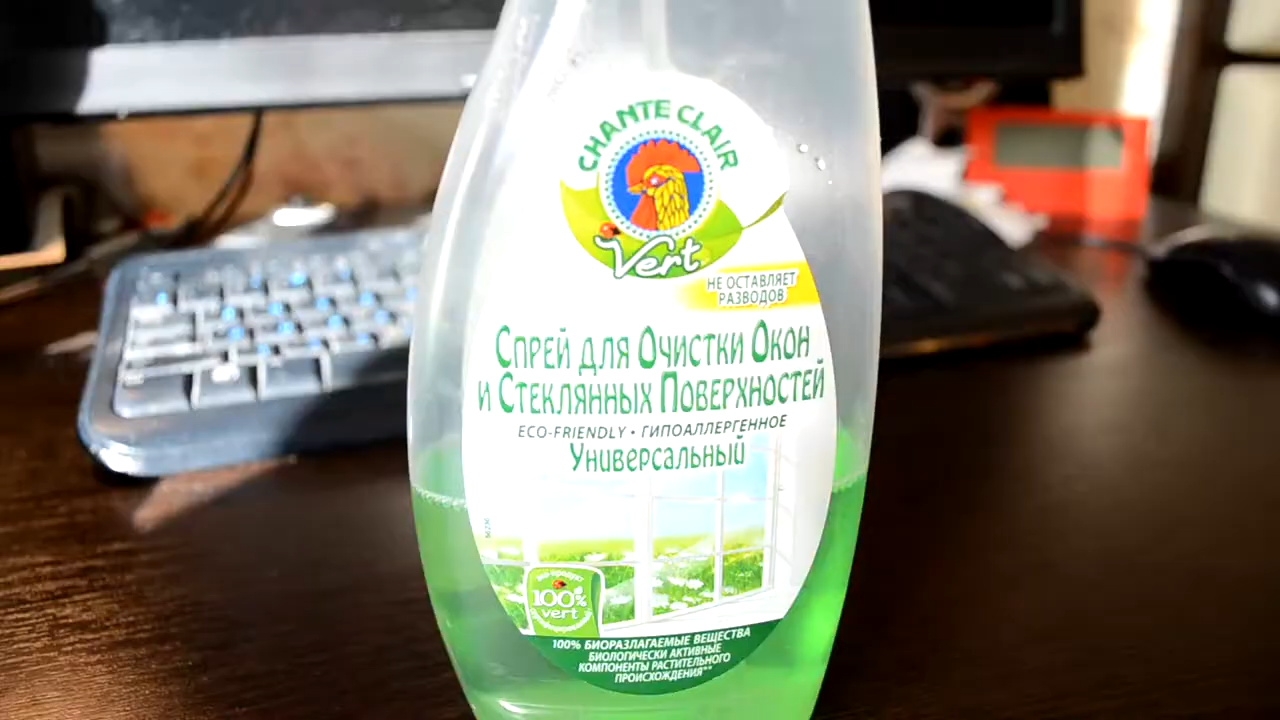 CHANTE CLAIR
Vert
НЕ ОСТАВЛЯЕТ
РАЗВОДОВ
Спрей для Очистки Окон
и Стеклянных Поверхностей
ECO-FRIENDLY • ГИПОАЛЛЕРГЕННОЕ
Универсальный
100%
vert
100% БИОРАЗЛАГАЕМЫЕ ВЕЩЕСТВА
БИОЛОГИЧЕСКИ АКТИВНЫЕ
КОМПОНЕНТЫ РАСТИТЕЛЬНОГО
ПРОИСХОЖДЕНИЯ**